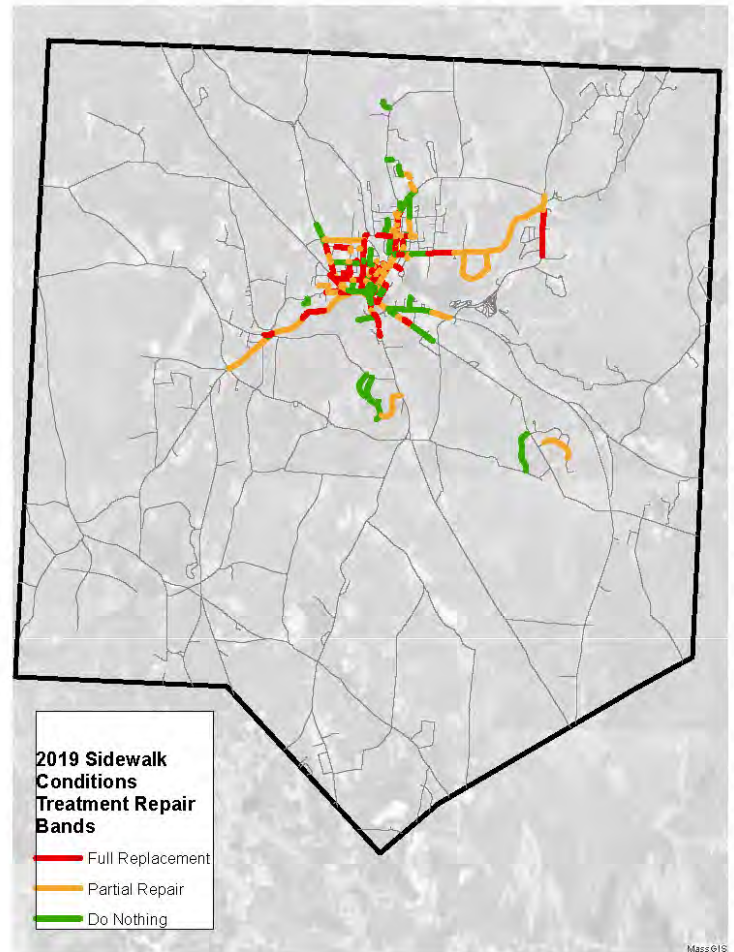 2019 Sidewalk
Conditions
Treatment Repair
Bands
Full Replacement
Partial Repair
Do Nothing
MassGIS